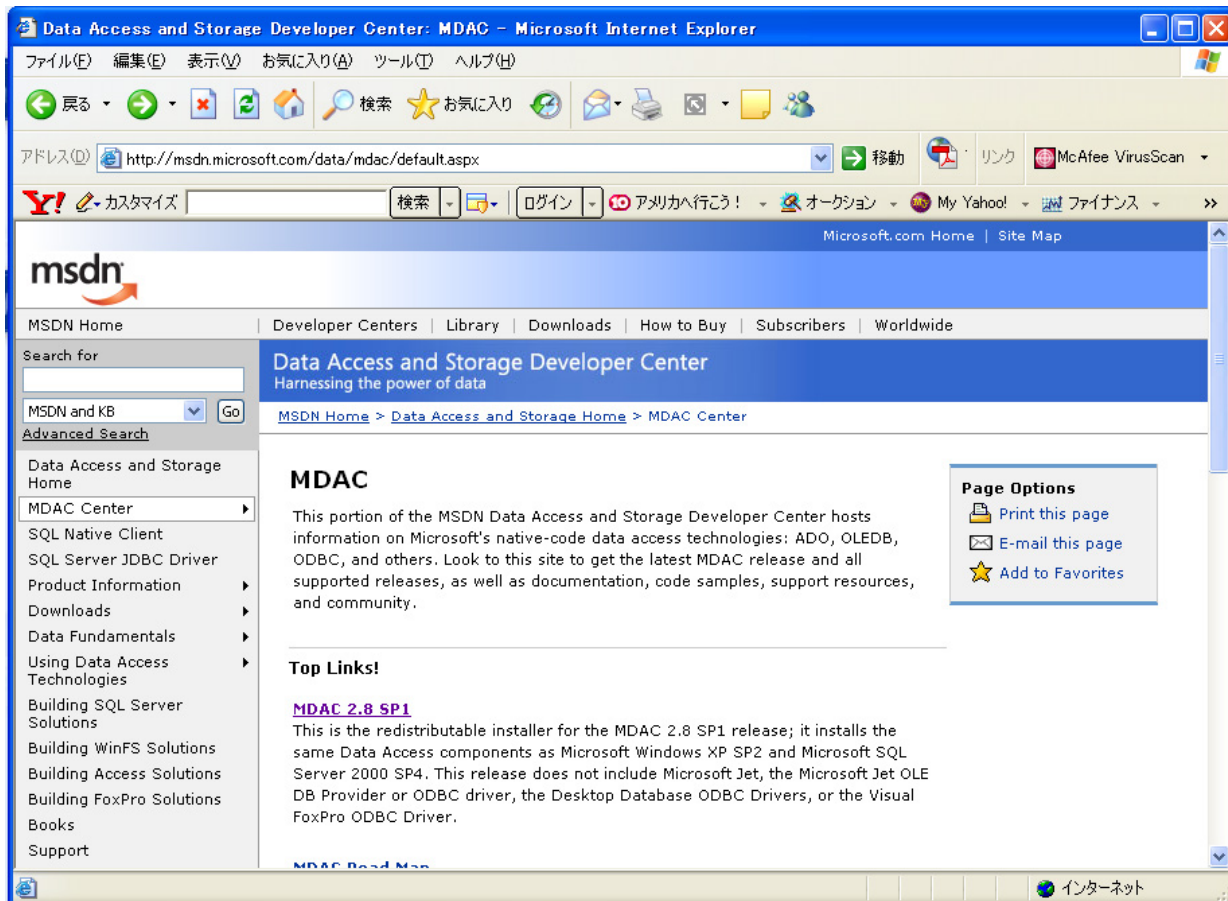 Data Access and Storage Developer Center: MDAC - Microsoft Internet Explorer
ファイル(F) 編集(E) 表示(V) お気に入り(A) ツール(T) ヘルプ(H)
戻る 検索 お気に入り
アドレス(D) http://msdn.microsoft.com/data/mdac/default.aspx 移動 リンク McAfee VirusScan
Y! カスタマイズ 検索 ログイン アメリカへ行こう! オークション My Yahoo! ファイナンス »
Microsoft.com Home | Site Map
msdn
MSDN Home | Developer Centers | Library | Downloads | How to Buy | Subscribers | Worldwide
Search for
MSDN and KB Go
Advanced Search
Data Access and Storage Home
MDAC Center
SQL Native Client
SQL Server JDBC Driver
Product Information
Downloads
Data Fundamentals
Using Data Access
Technologies
Building SQL Server
Solutions
Building WinFS Solutions
Building Access Solutions
Building FoxPro Solutions
Books
Support
Data Access and Storage Developer Center
Harnessing the power of data
MSDN Home > Data Access and Storage Home > MDAC Center
MDAC
This portion of the MSDN Data Access and Storage Developer Center hosts
information on Microsoft's native-code data access technologies: ADO, OLEDB,
ODBC, and others. Look to this site to get the latest MDAC release and all
supported releases, as well as documentation, code samples, support resources,
and community.
Page Options
Print this page
E-mail this page
Add to Favorites
Top Links!
MDAC 2.8 SP1
This is the redistributable installer for the MDAC 2.8 SP1 release; it installs the
same Data Access components as Microsoft Windows XP SP2 and Microsoft SQL
Server 2000 SP4. This release does not include Microsoft Jet, the Microsoft Jet OLE
DB Provider or ODBC driver, the Desktop Database ODBC Drivers, or the Visual
FoxPro ODBC Driver.
MDAC Road Map
インターネット